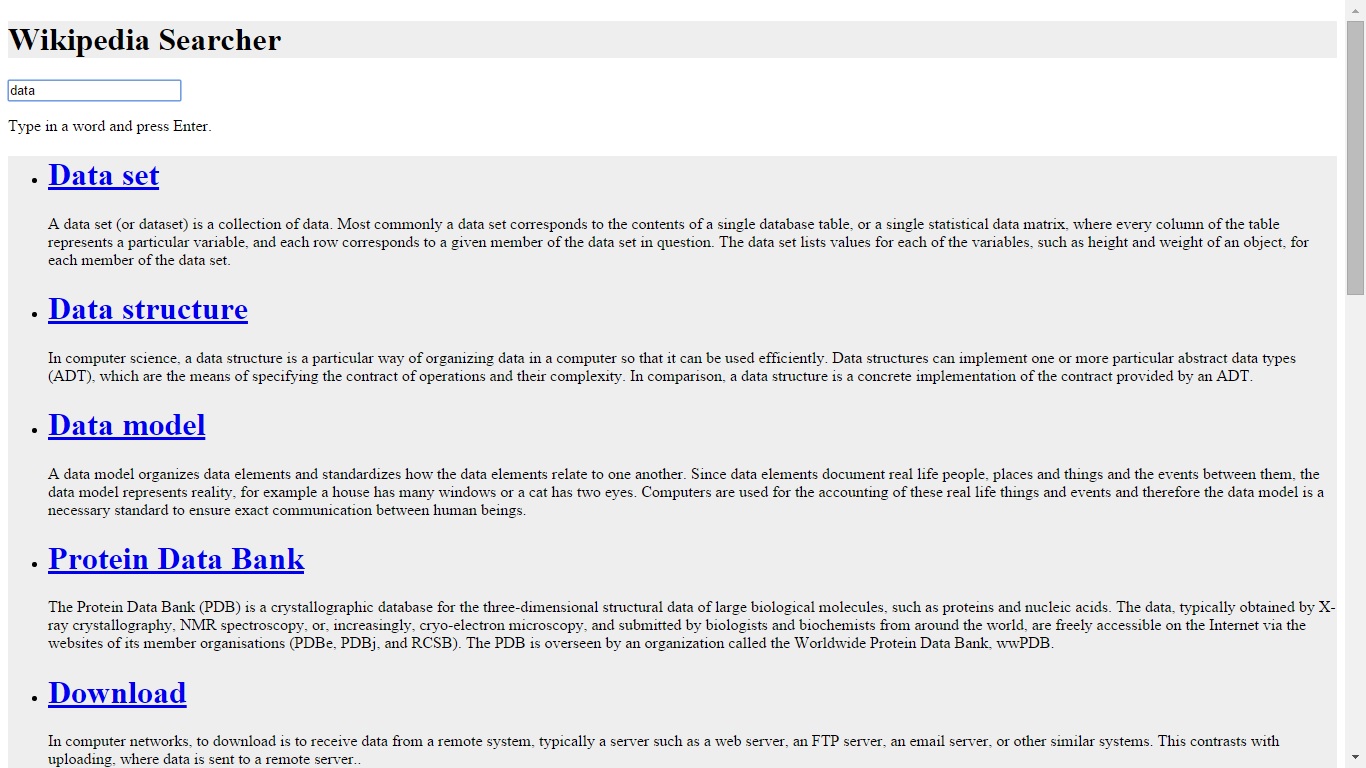 Wikipedia Searcher
data
Type in a word and press Enter.
Data set
A data set (or dataset) is a collection of data. Most commonly a data set corresponds to the contents of a single database table, or a single statistical data matrix, where every column of the table
represents a particular variable, and each row corresponds to a given member of the data set in question. The data set lists values for each of the variables, such as height and weight of an object, for
each member of the data set.
Data structure
In computer science, a data structure is a particular way of organizing data in a computer so that it can be used efficiently. Data structures can implement one or more particular abstract data types
(ADT), which are the means of specifying the contract of operations and their complexity. In comparison, a data structure is a concrete implementation of the contract provided by an ADT.
Data model
A data model organizes data elements and standardizes how the data elements relate to one another. Since data elements document real life people, places and things and the events between them, the
data model represents reality, for example a house has many windows or a cat has two eyes. Computers are used for the accounting of these real life things and events and therefore the data model is a
necessary standard to ensure exact communication between human beings.
Protein Data Bank
The Protein Data Bank (PDB) is a crystallographic database for the three-dimensional structural data of large biological molecules, such as proteins and nucleic acids. The data, typically obtained by X-
ray crystallography, NMR spectroscopy, or, increasingly, cryo-electron microscopy, and submitted by biologists and biochemists from around the world, are freely accessible on the Internet via the
websites of its member organisations (PDBe, PDBj, and RCSB). The PDB is overseen by an organization called the Worldwide Protein Data Bank, wwPDB.
Download
In computer networks, to download is to receive data from a remote system, typically a server such as a web server, an FTP server, an email server, or other similar systems. This contrasts with
uploading, where data is sent to a remote server..